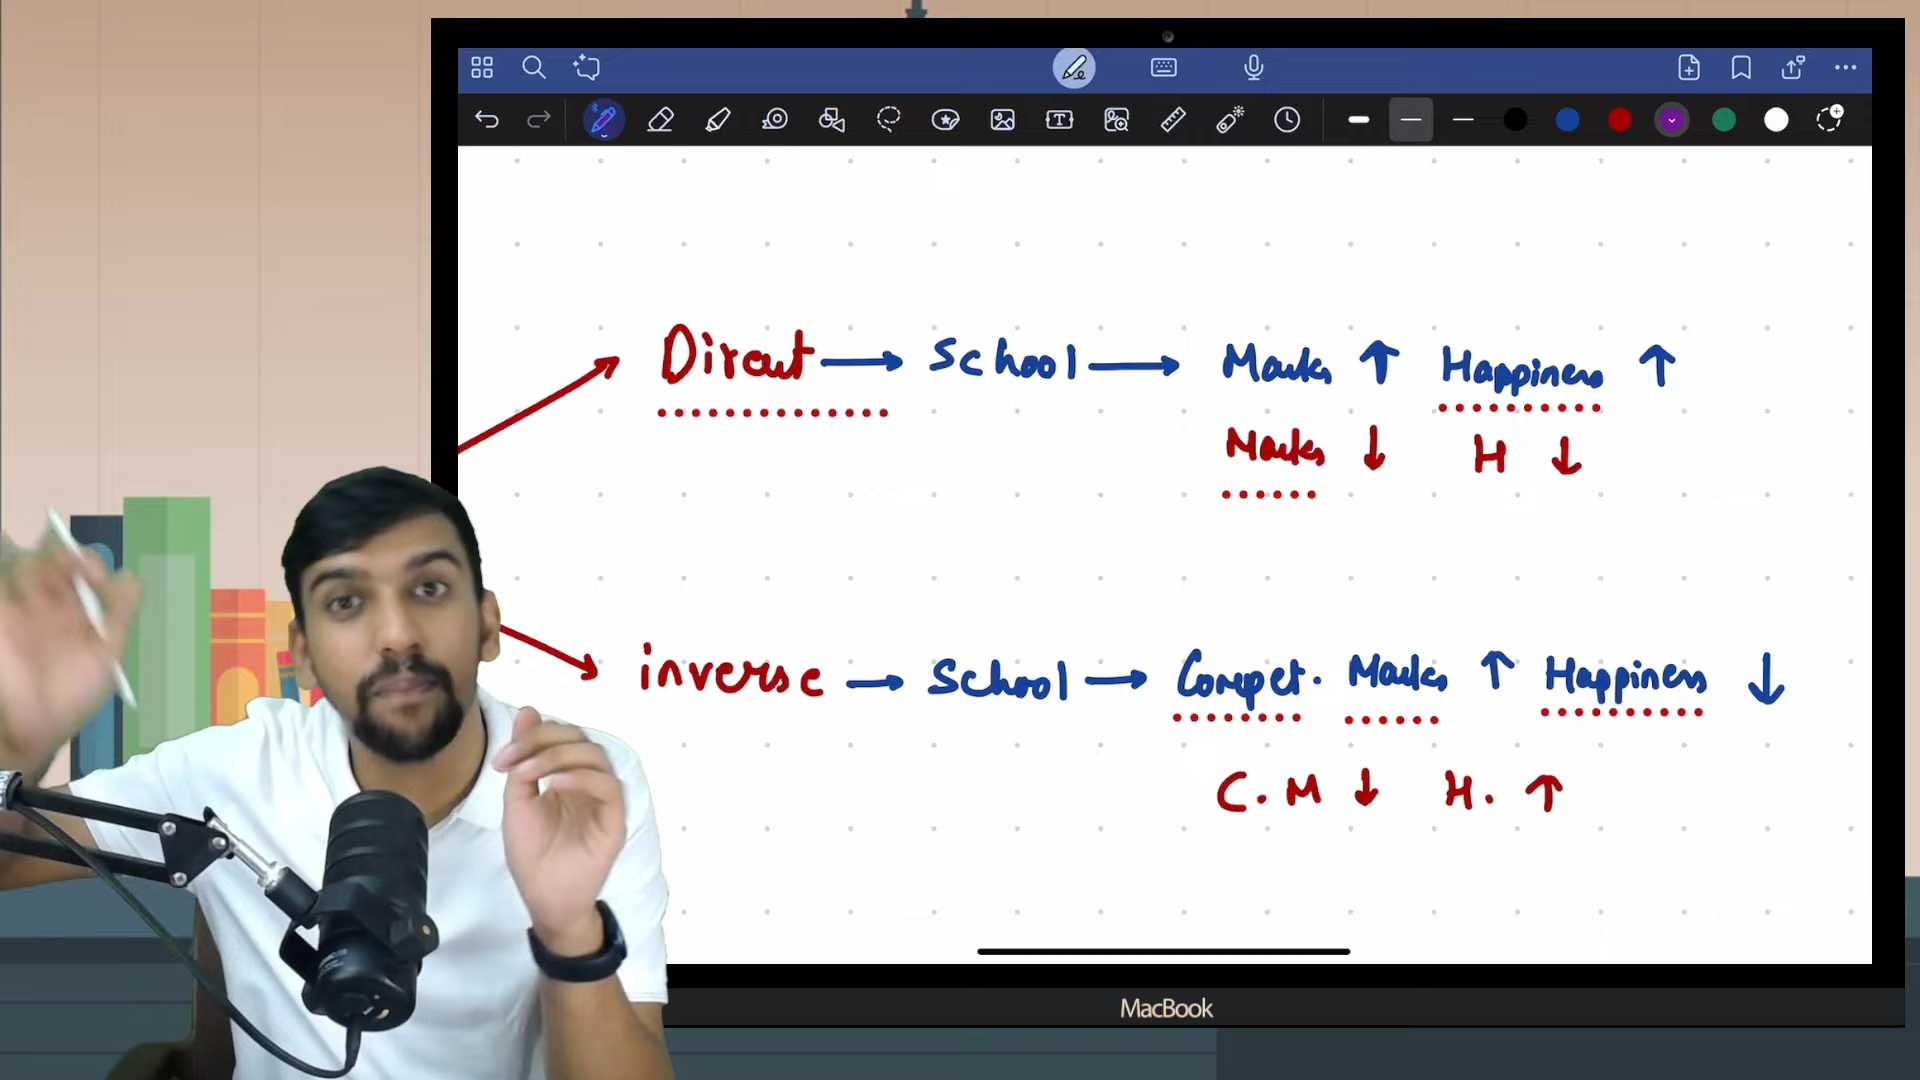 Direct → School → Marks ↑ Happiness ↑
Marks ↓ H ↓
inverse → School → Compet. Marks ↑ Happiness ↓
C.M ↓ H. ↑
MacBook